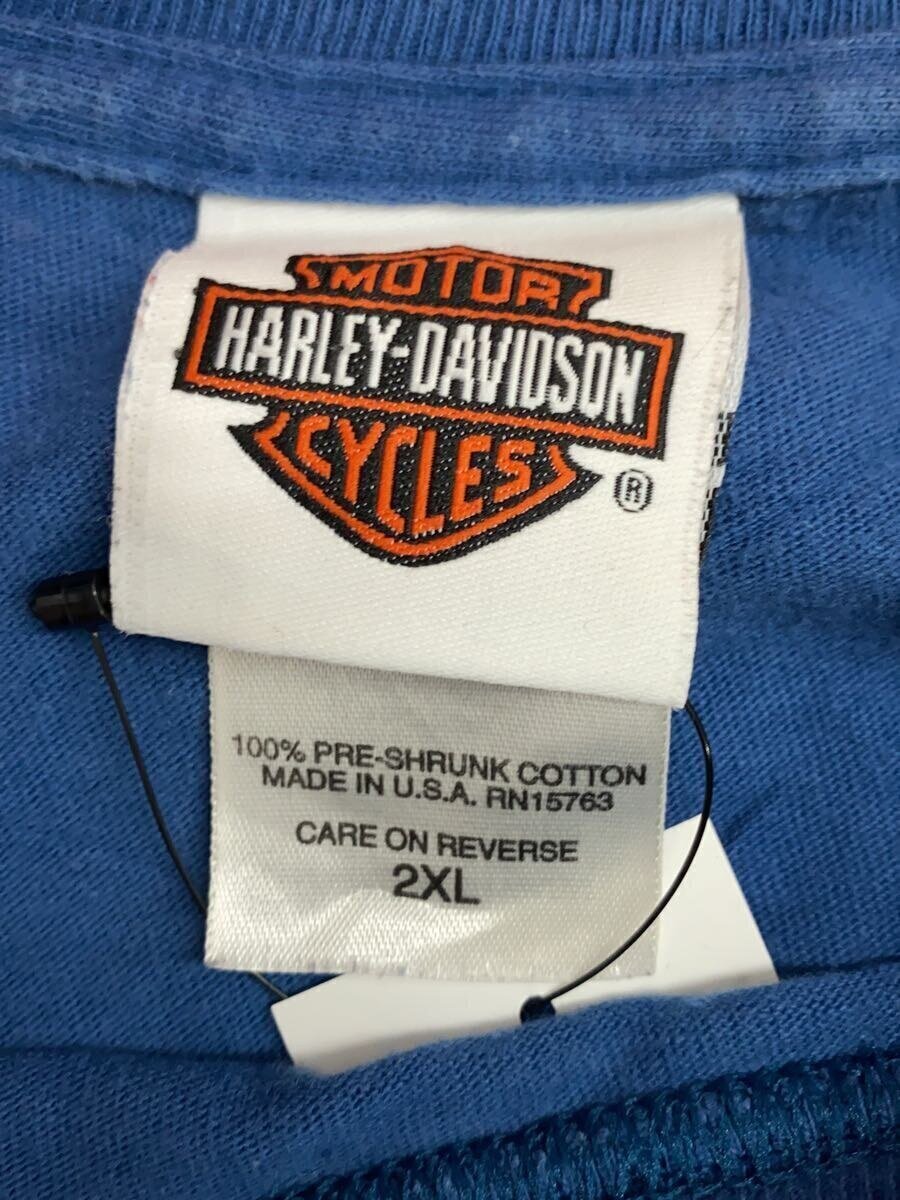 MOTOR
HARLEY-DAVIDSON
CYCLES
®
100% PRE-SHRUNK COTTON
MADE IN U.S.A. RN15763
CARE ON REVERSE
2XL